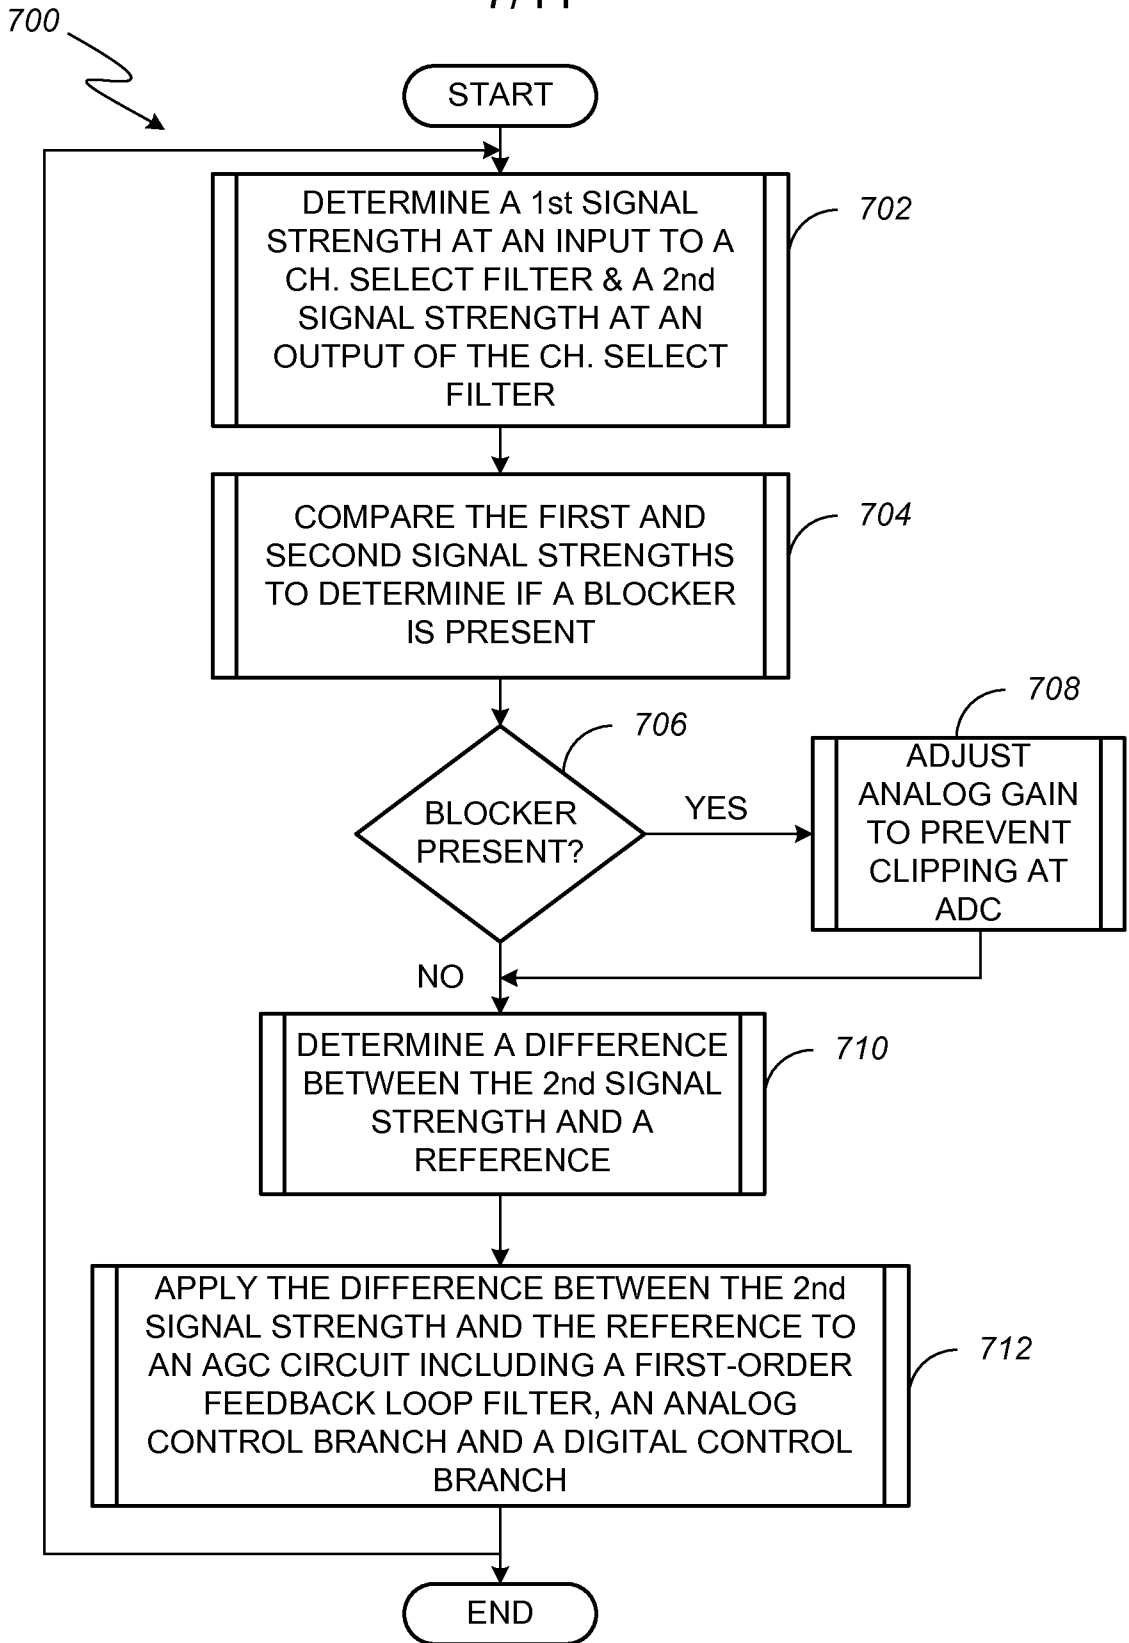 700
START
DETERMINE A 1st SIGNAL
STRENGTH AT AN INPUT TO A
CH. SELECT FILTER & A 2nd
SIGNAL STRENGTH AT AN
OUTPUT OF THE CH. SELECT
FILTER
702
COMPARE THE FIRST AND
SECOND SIGNAL STRENGTHS
TO DETERMINE IF A BLOCKER
IS PRESENT
704
706
BLOCKER
PRESENT?
YES
NO
708
ADJUST
ANALOG GAIN
TO PREVENT
CLIPPING AT
ADC
DETERMINE A DIFFERENCE
BETWEEN THE 2nd SIGNAL
STRENGTH AND A
REFERENCE
710
APPLY THE DIFFERENCE BETWEEN THE 2nd
SIGNAL STRENGTH AND THE REFERENCE TO
AN AGC CIRCUIT INCLUDING A FIRST-ORDER
FEEDBACK LOOP FILTER, AN ANALOG
CONTROL BRANCH AND A DIGITAL CONTROL
BRANCH
712
END